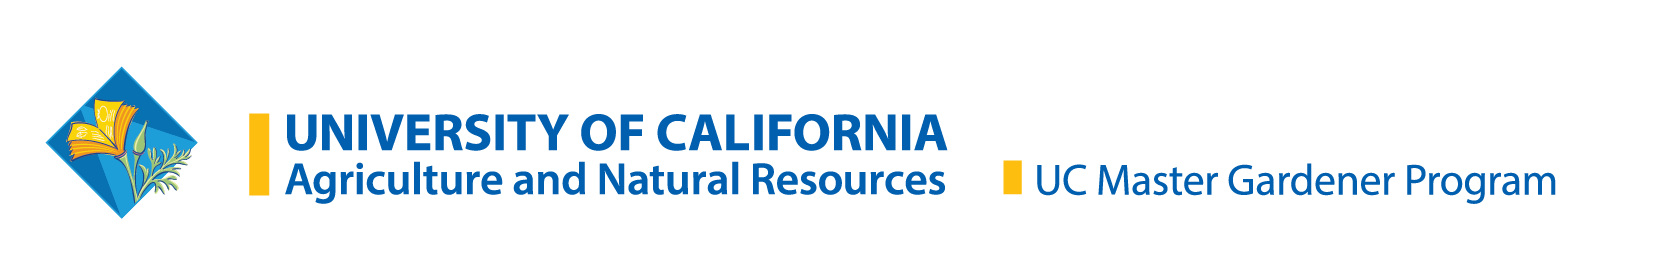 UNIVERSITY OF CALIFORNIA
Agriculture and Natural Resources
UC Master Gardener Program